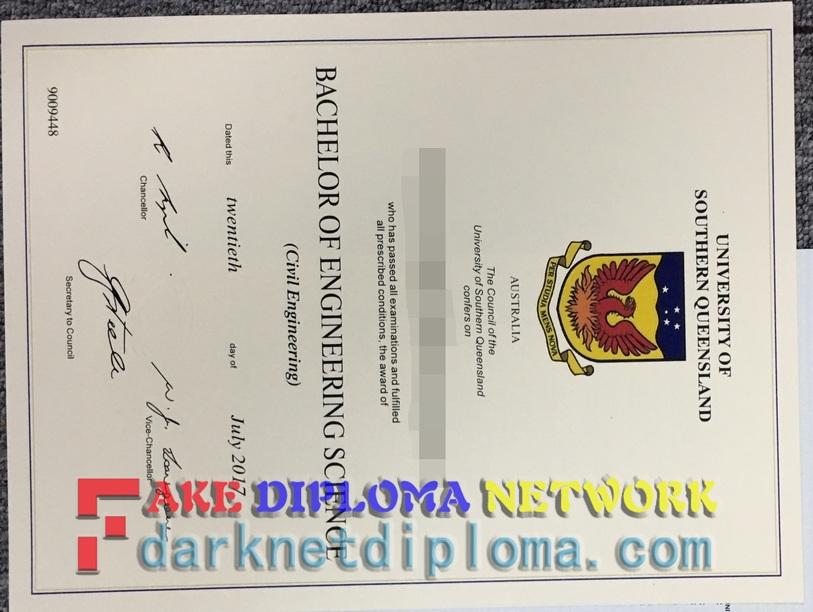 UNIVERSITY OF
SOUTHERN QUEENSLAND
PER STUDIA MENS NOVA
AUSTRALIA
The Council of the
University of Southern Queensland
confers on
who has passed all examinations and fulfilled
all prescribed conditions, the award of
BACHELOR OF ENGINEERING SCIENCE
(Civil Engineering)
Dated this twentieth day of July 2017
Chancellor
Vice-Chancellor
Secretary to Council
9009448
FAKE DIPLOMA NETWORK
darknetdiploma.com